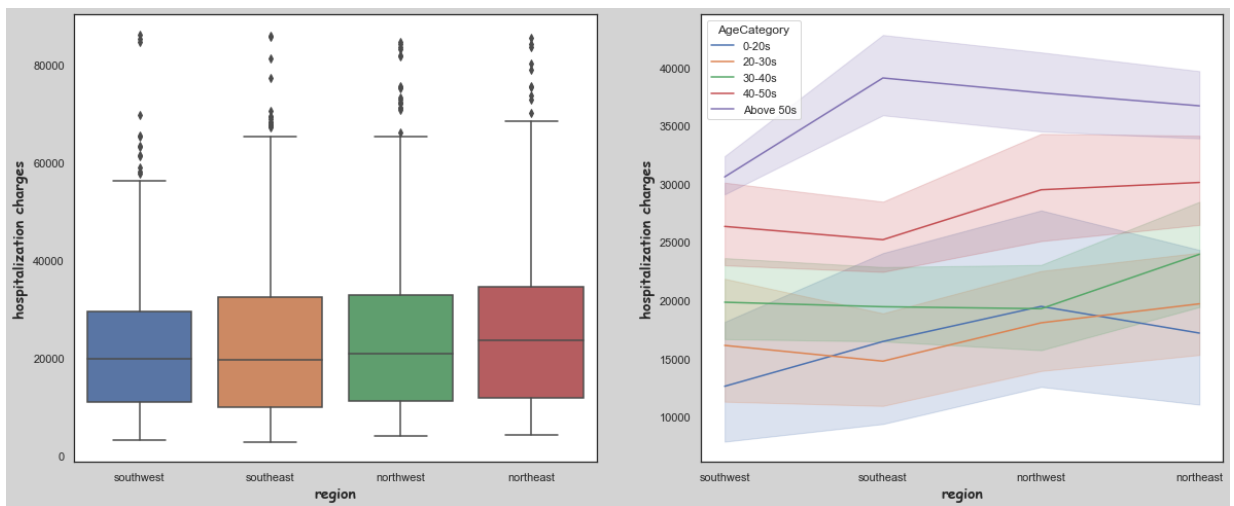 80000
60000
40000
20000
0
hospitalization charges
southwest
southeast
northwest
northeast
region
AgeCategory
0-20s
20-30s
30-40s
40-50s
Above 50s
40000
35000
30000
25000
20000
15000
10000
hospitalization charges
southwest
southeast
northwest
northeast
region